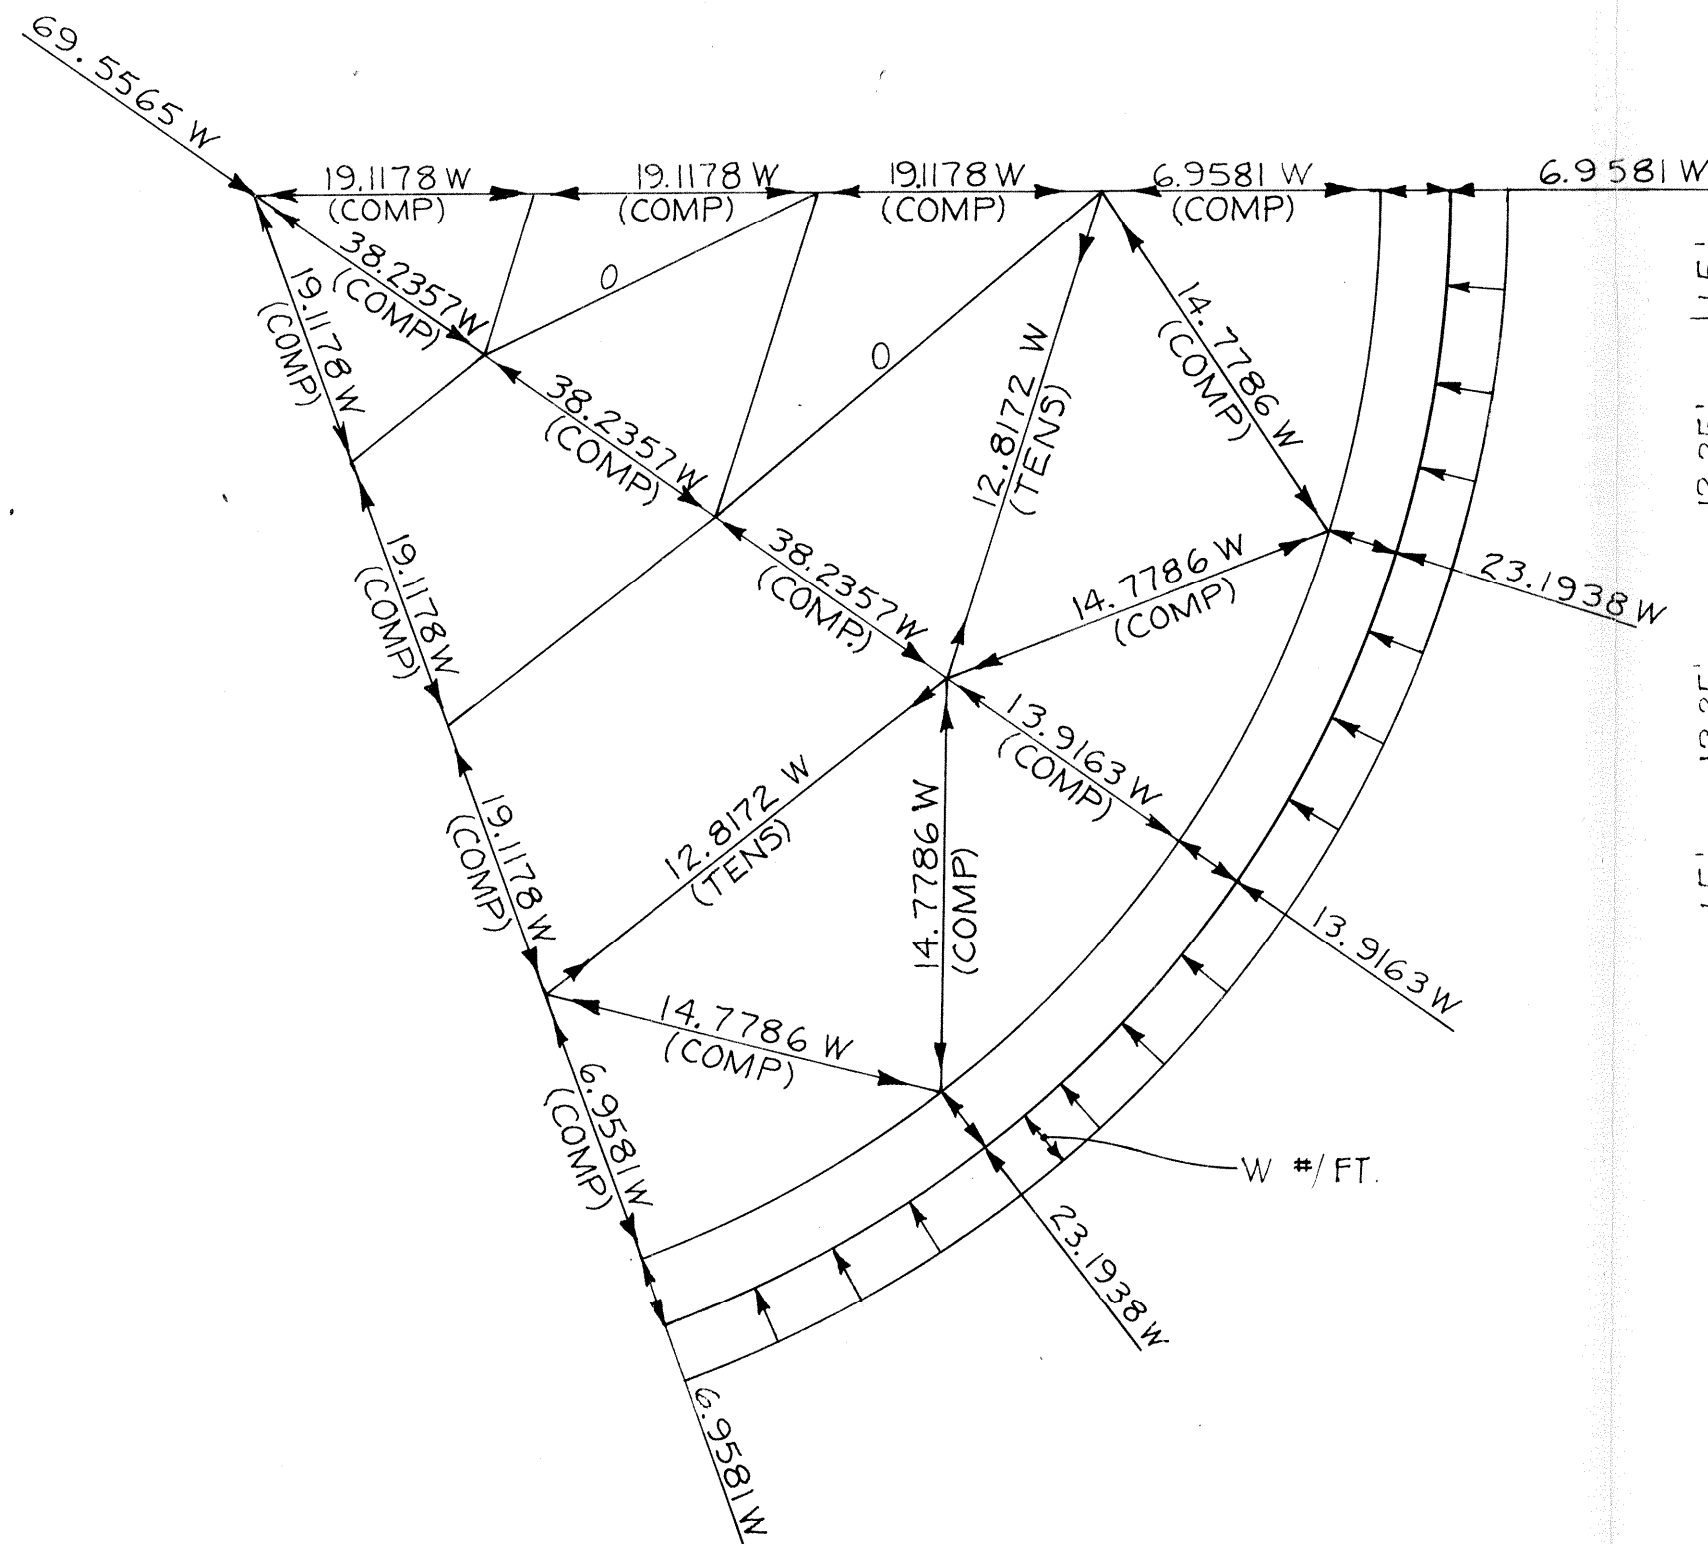 69.5565 W
19.1178 W
(COMP)
19.1178 W
(COMP)
19.1178 W
(COMP)
6.9581 W
(COMP)
6.9581 W
38.2357 W
(COMP)
0
19.1178 W
(COMP)
0
12.8172 W
(TENS)
14.7786 W
(COMP)
38.2357 W
(COMP)
19.1178 W
(COMP)
38.2357 W
(COMP.)
14.7786 W
(COMP)
23.1938 W
13.9163 W
(COMP)
12.8172 W
(TENS)
14.7786 W
(COMP)
19.1178 W
(COMP)
13.9163 W
14.7786 W
(COMP)
6.9581 W
(COMP)
W #/FT.
23.1938 W
6.9581 W